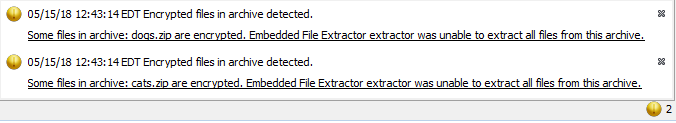 05/15/18 12:43:14 EDT Encrypted files in archive detected.
Some files in archive: dogs.zip are encrypted. Embedded File Extractor extractor was unable to extract all files from this archive.
05/15/18 12:43:14 EDT Encrypted files in archive detected.
Some files in archive: cats.zip are encrypted. Embedded File Extractor extractor was unable to extract all files from this archive.
2